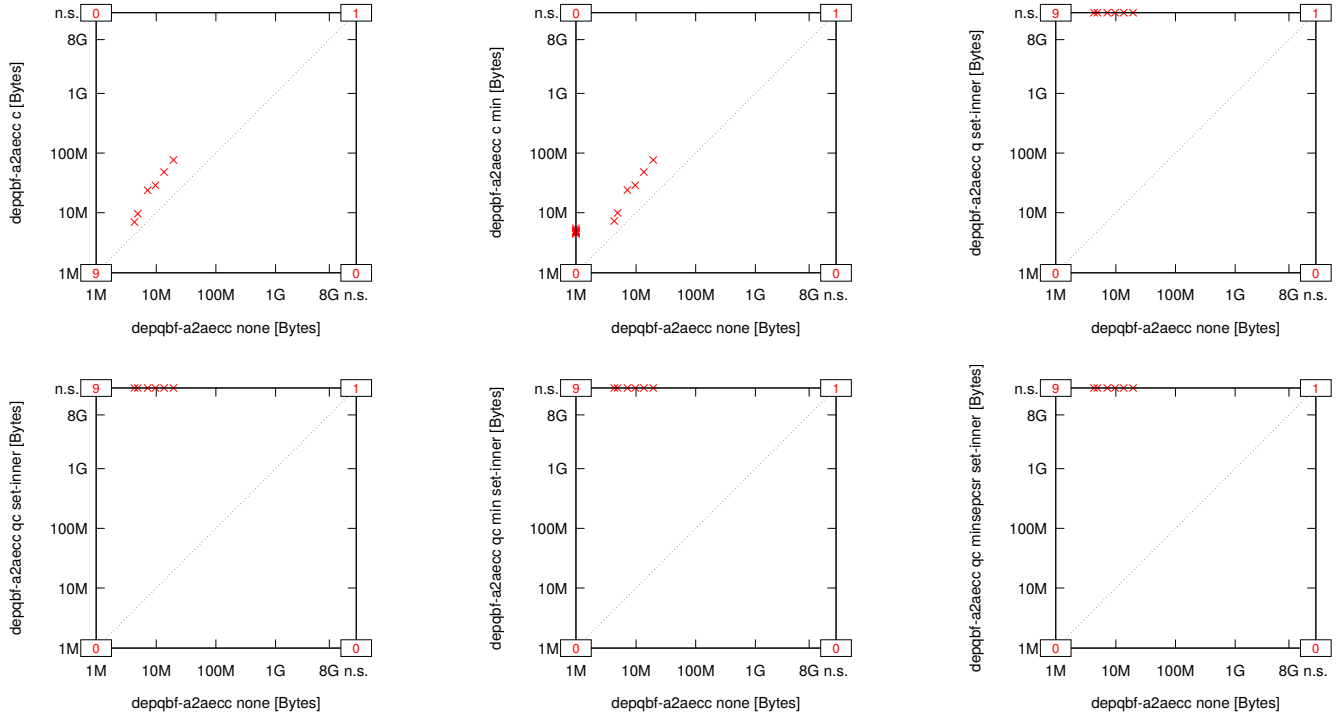 depqbf-a2aecc c [Bytes]
n.s.
8G
1G
100M
10M
1M
0
1
9
0
1M
10M
100M
1G
8G n.s.
depqbf-a2aecc none [Bytes]
depqbf-a2aecc c min [Bytes]
n.s.
8G
1G
100M
10M
1M
0
1
0
0
1M
10M
100M
1G
8G n.s.
depqbf-a2aecc none [Bytes]
depqbf-a2aecc q set-inner [Bytes]
n.s.
8G
1G
100M
10M
1M
9
1
0
0
1M
10M
100M
1G
8G n.s.
depqbf-a2aecc none [Bytes]
depqbf-a2aecc qc set-inner [Bytes]
n.s.
8G
1G
100M
10M
1M
9
1
0
0
1M
10M
100M
1G
8G n.s.
depqbf-a2aecc none [Bytes]
depqbf-a2aecc qc min set-inner [Bytes]
n.s.
8G
1G
100M
10M
1M
9
1
0
0
1M
10M
100M
1G
8G n.s.
depqbf-a2aecc none [Bytes]
depqbf-a2aecc qc minsepcsr set-inner [Bytes]
n.s.
8G
1G
100M
10M
1M
9
1
0
0
1M
10M
100M
1G
8G n.s.
depqbf-a2aecc none [Bytes]